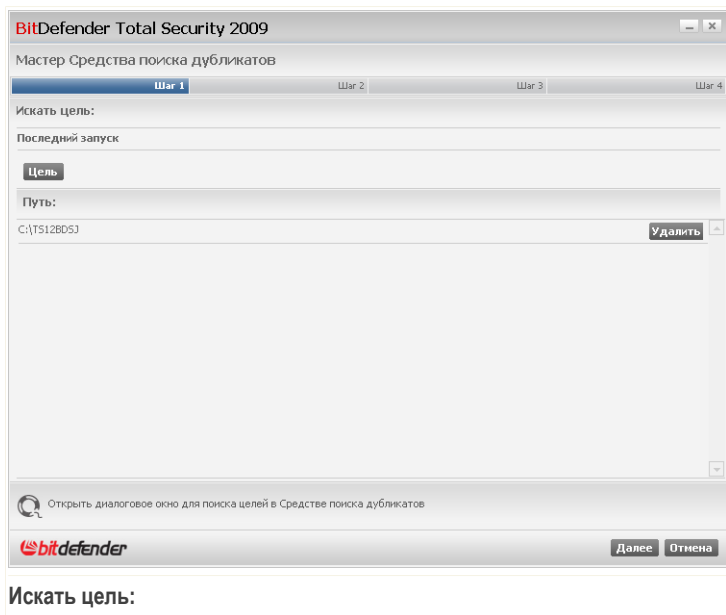 BitDefender Total Security 2009
Мастер Средства поиска дубликатов
Шаг 1 Шаг 2 Шаг 3 Шаг 4
Искать цель:
Последний запуск
Цель
Путь:
C:\TS12BDSJ Удалить
Открыть диалоговое окно для поиска целей в Средстве поиска дубликатов
bitdefender Далее Отмена
Искать цель: